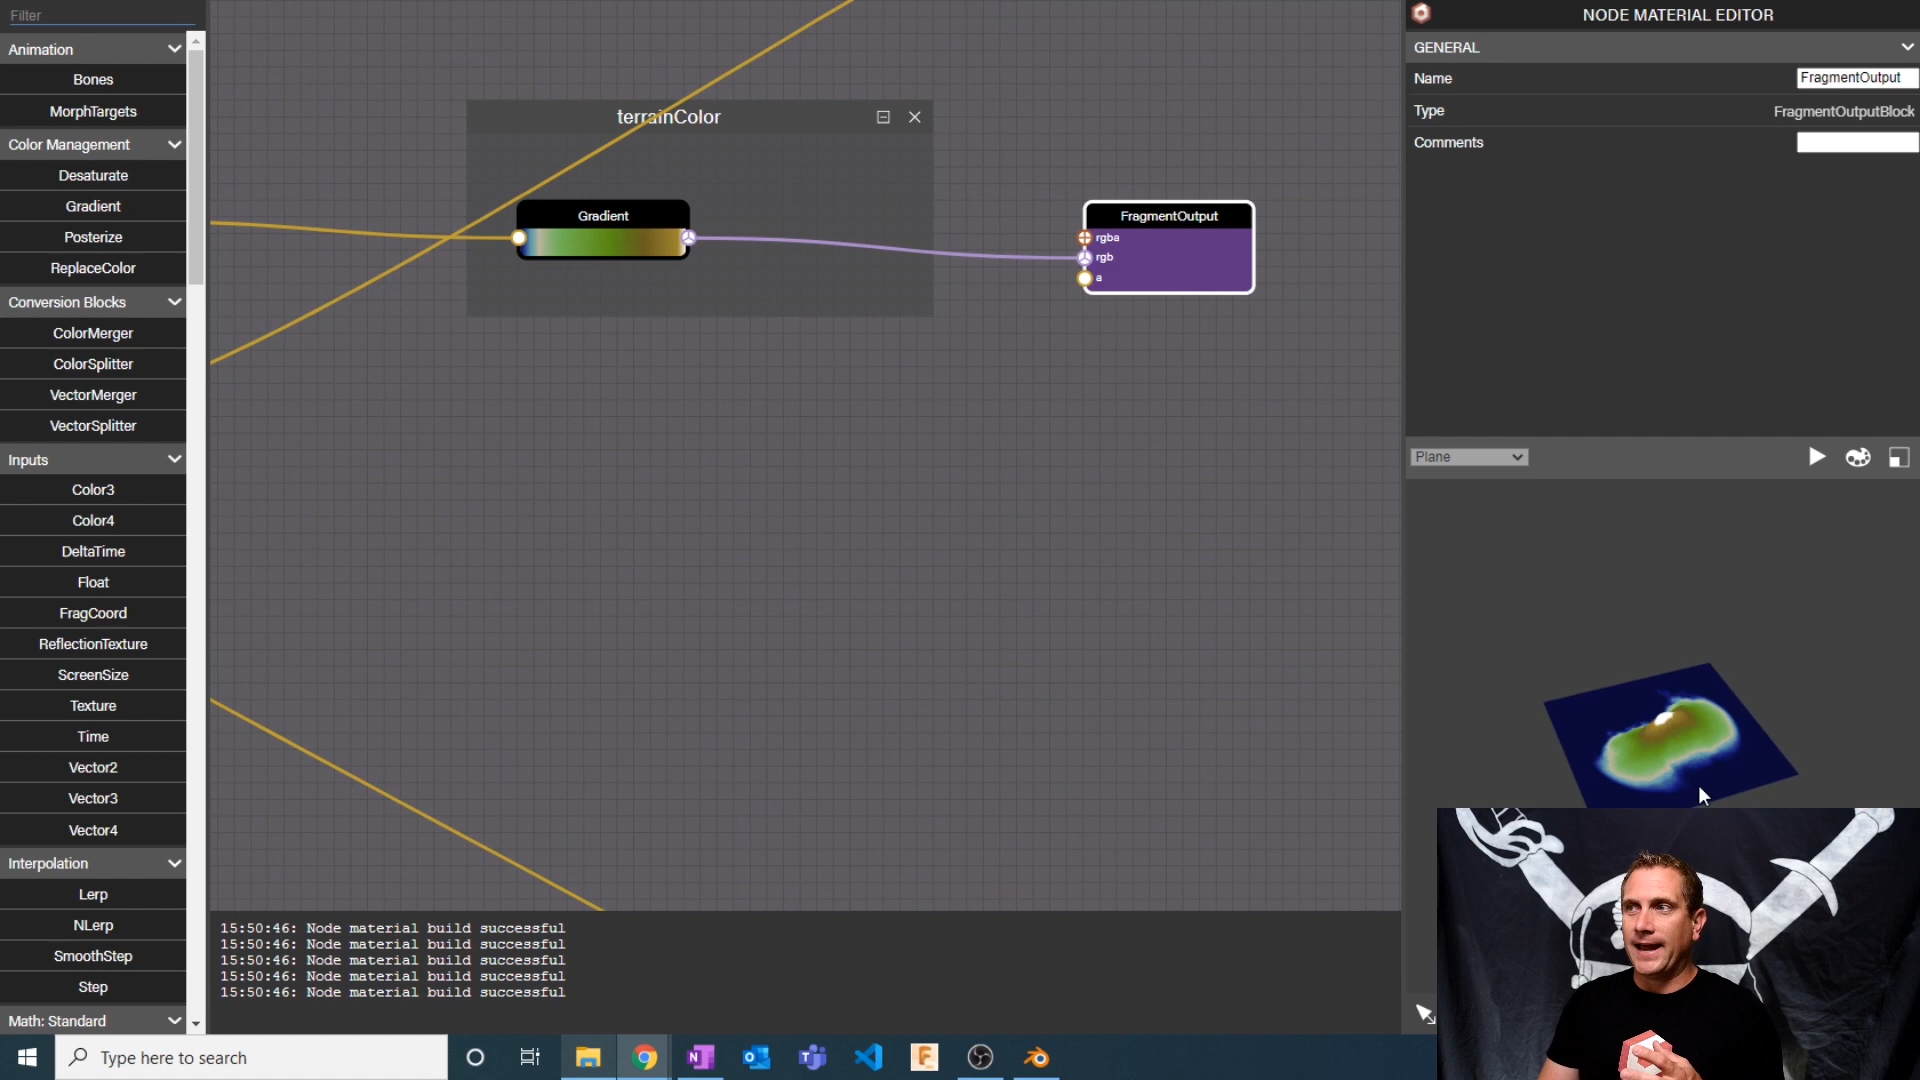 Filter
Animation
Bones
MorphTargets
Color Management
Desaturate
Gradient
Posterize
ReplaceColor
Conversion Blocks
ColorMerger
ColorSplitter
VectorMerger
VectorSplitter
Inputs
Color3
Color4
DeltaTime
Float
FragCoord
ReflectionTexture
ScreenSize
Texture
Time
Vector2
Vector3
Vector4
Interpolation
Lerp
NLerp
SmoothStep
Step
Math: Standard
terrainColor
Gradient
FragmentOutput
rgba
rgb
a
15:50:46: Node material build successful
15:50:46: Node material build successful
15:50:46: Node material build successful
15:50:46: Node material build successful
15:50:46: Node material build successful
NODE MATERIAL EDITOR
GENERAL
Name FragmentOutput
Type FragmentOutputBlock
Comments
Plane
Type here to search